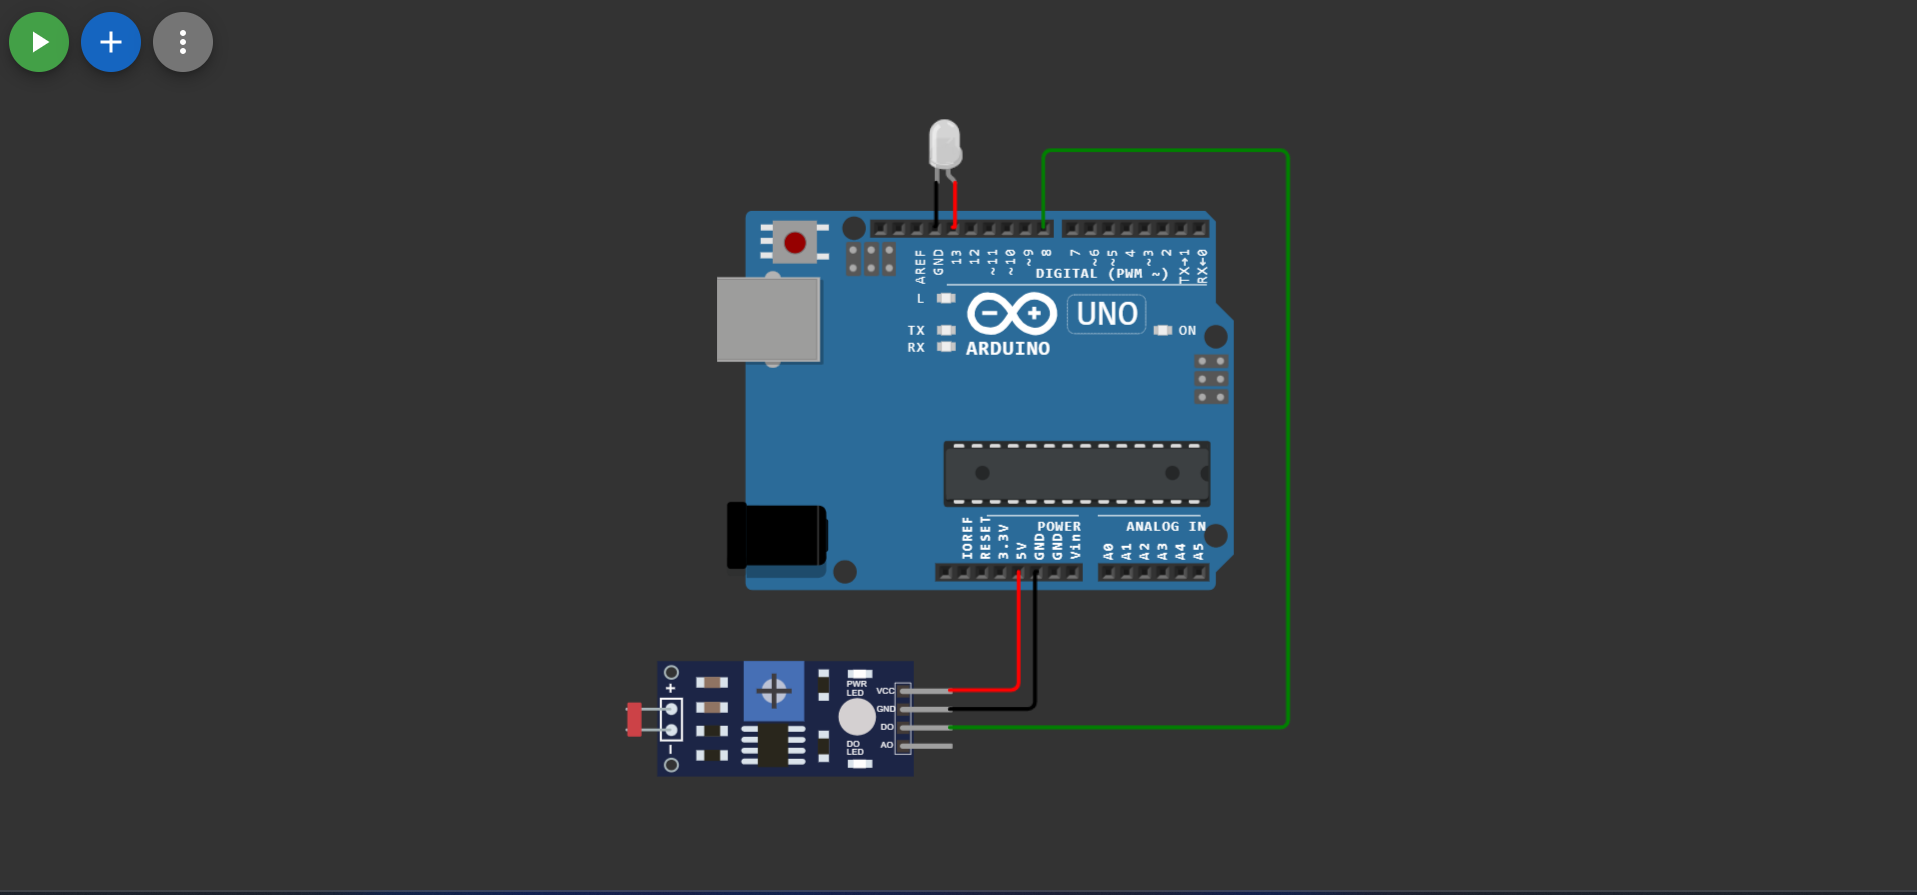 AREF
GND
13
12
~11
~10
~9
8
7
~6
~5
4
~3
2
TX→1
RX←0
DIGITAL (PWM ~)
L
UNO
TX
ON
RX
ARDUINO
POWER
ANALOG IN
IOREF
RESET
3.3V
5V
GND
GND
Vin
A0
A1
A2
A3
A4
A5
+
PWR
LED
VCC
GND
DO
DO
LED
AO
−